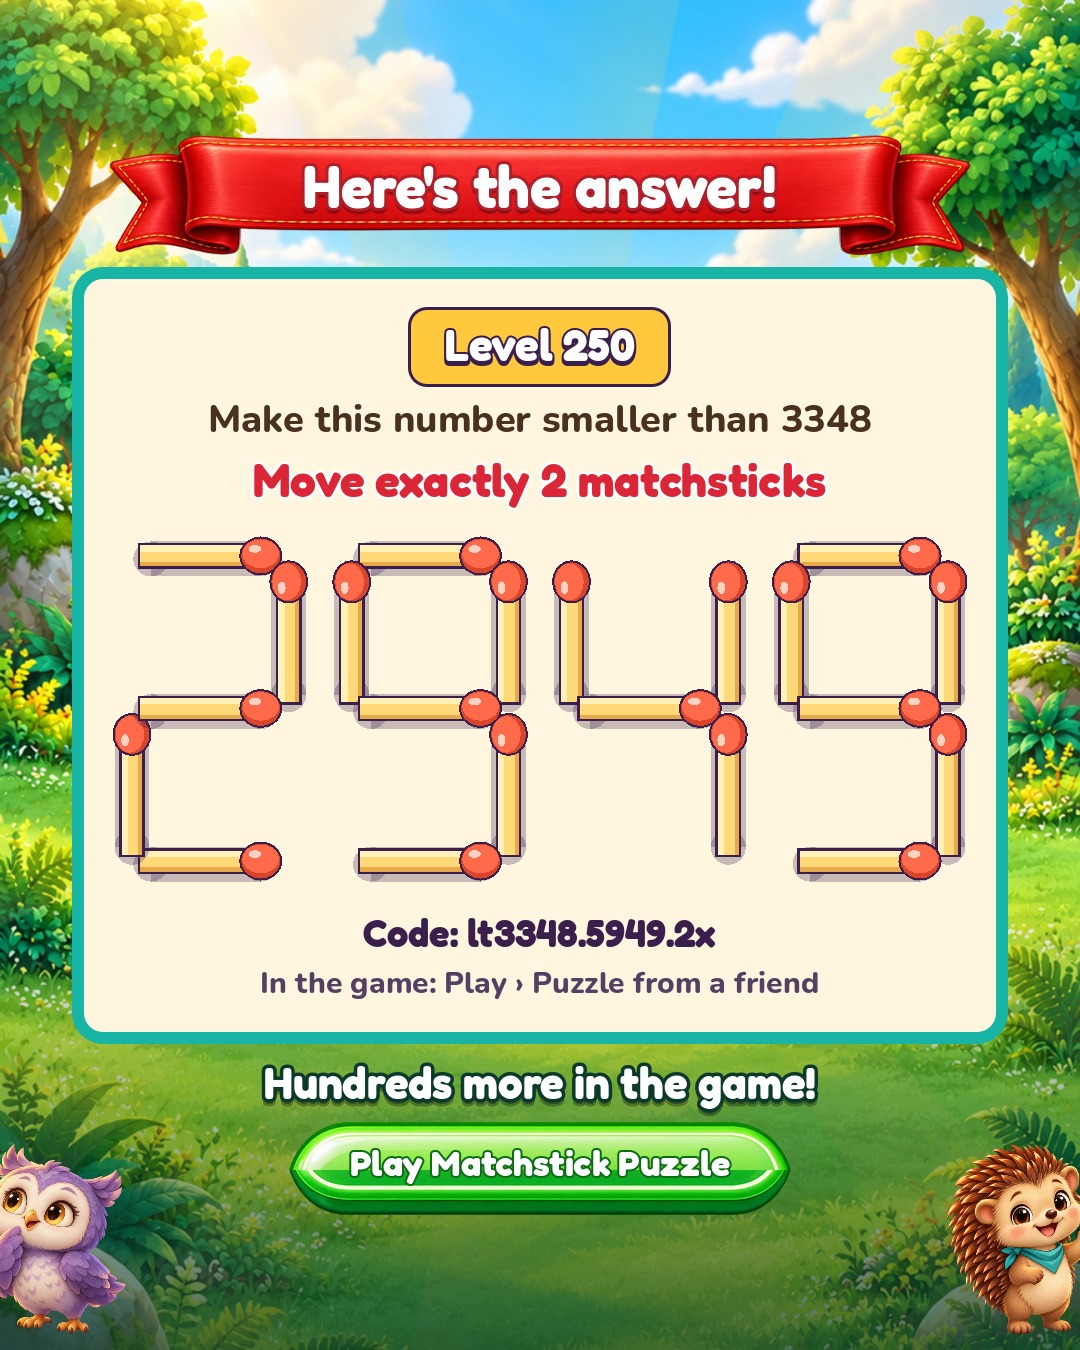 Here's the answer!
Level 250
Make this number smaller than 3348
Move exactly 2 matchsticks
2949
Code: lt3348.5949.2x
In the game: Play › Puzzle from a friend
Hundreds more in the game!
Play Matchstick Puzzle